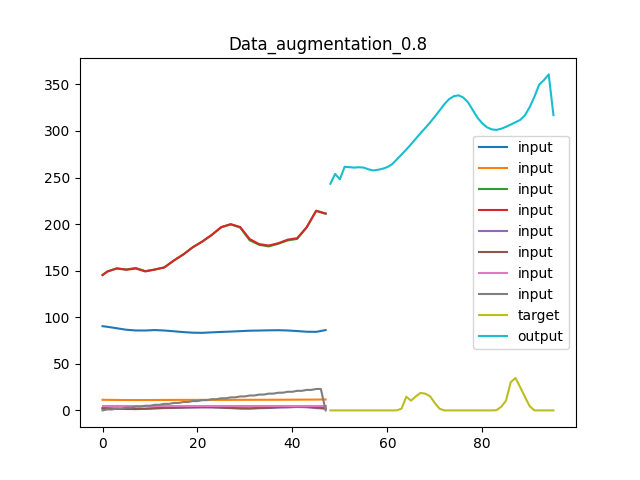 Data_augmentation_0.8
350
300
250
200
150
100
50
0
0
20
40
60
80
input
input
input
input
input
input
input
input
target
output